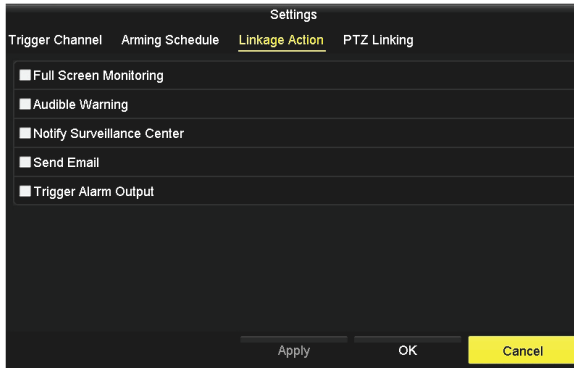 Settings
Trigger Channel Arming Schedule Linkage Action PTZ Linking
Full Screen Monitoring
Audible Warning
Notify Surveillance Center
Send Email
Trigger Alarm Output
Apply OK Cancel